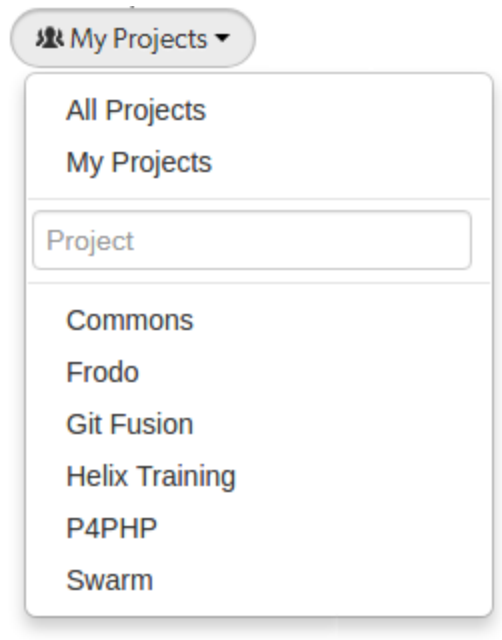 My Projects
All Projects
My Projects
Project
Commons
Frodo
Git Fusion
Helix Training
P4PHP
Swarm